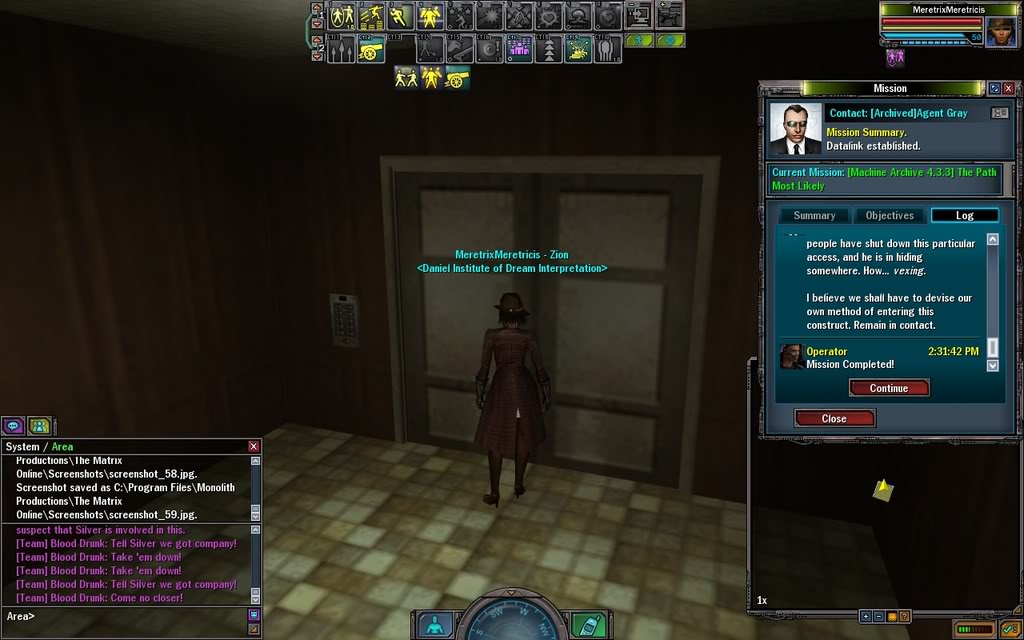 MeretrixMeretricis
50
Mission
Contact: [Archived]Agent Gray
Mission Summary.
Datalink established.
Current Mission: [Machine Archive 4.3.3] The Path
Most Likely
Summary
Objectives
Log
people have shut down this particular
access, and he is in hiding
somewhere. How... vexing.
I believe we shall have to devise our
own method of entering this
construct. Remain in contact.
Operator
2:31:42 PM
Mission Completed!
Continue
Close
MeretrixMeretricis - Zion
<Daniel Institute of Dream Interpretation>
System / Area
Productions\The Matrix
Online\Screenshots\screenshot_58.jpg.
Screenshot saved as C:\Program Files\Monolith
Productions\The Matrix
Online\Screenshots\screenshot_59.jpg.
suspect that Silver is involved in this.
[Team] Blood Drunk: Tell Silver we got company!
[Team] Blood Drunk: Take 'em down!
[Team] Blood Drunk: Take 'em down!
[Team] Blood Drunk: Tell Silver we got company!
[Team] Blood Drunk: Come no closer!
Area>
1x
SW
W
NW
S